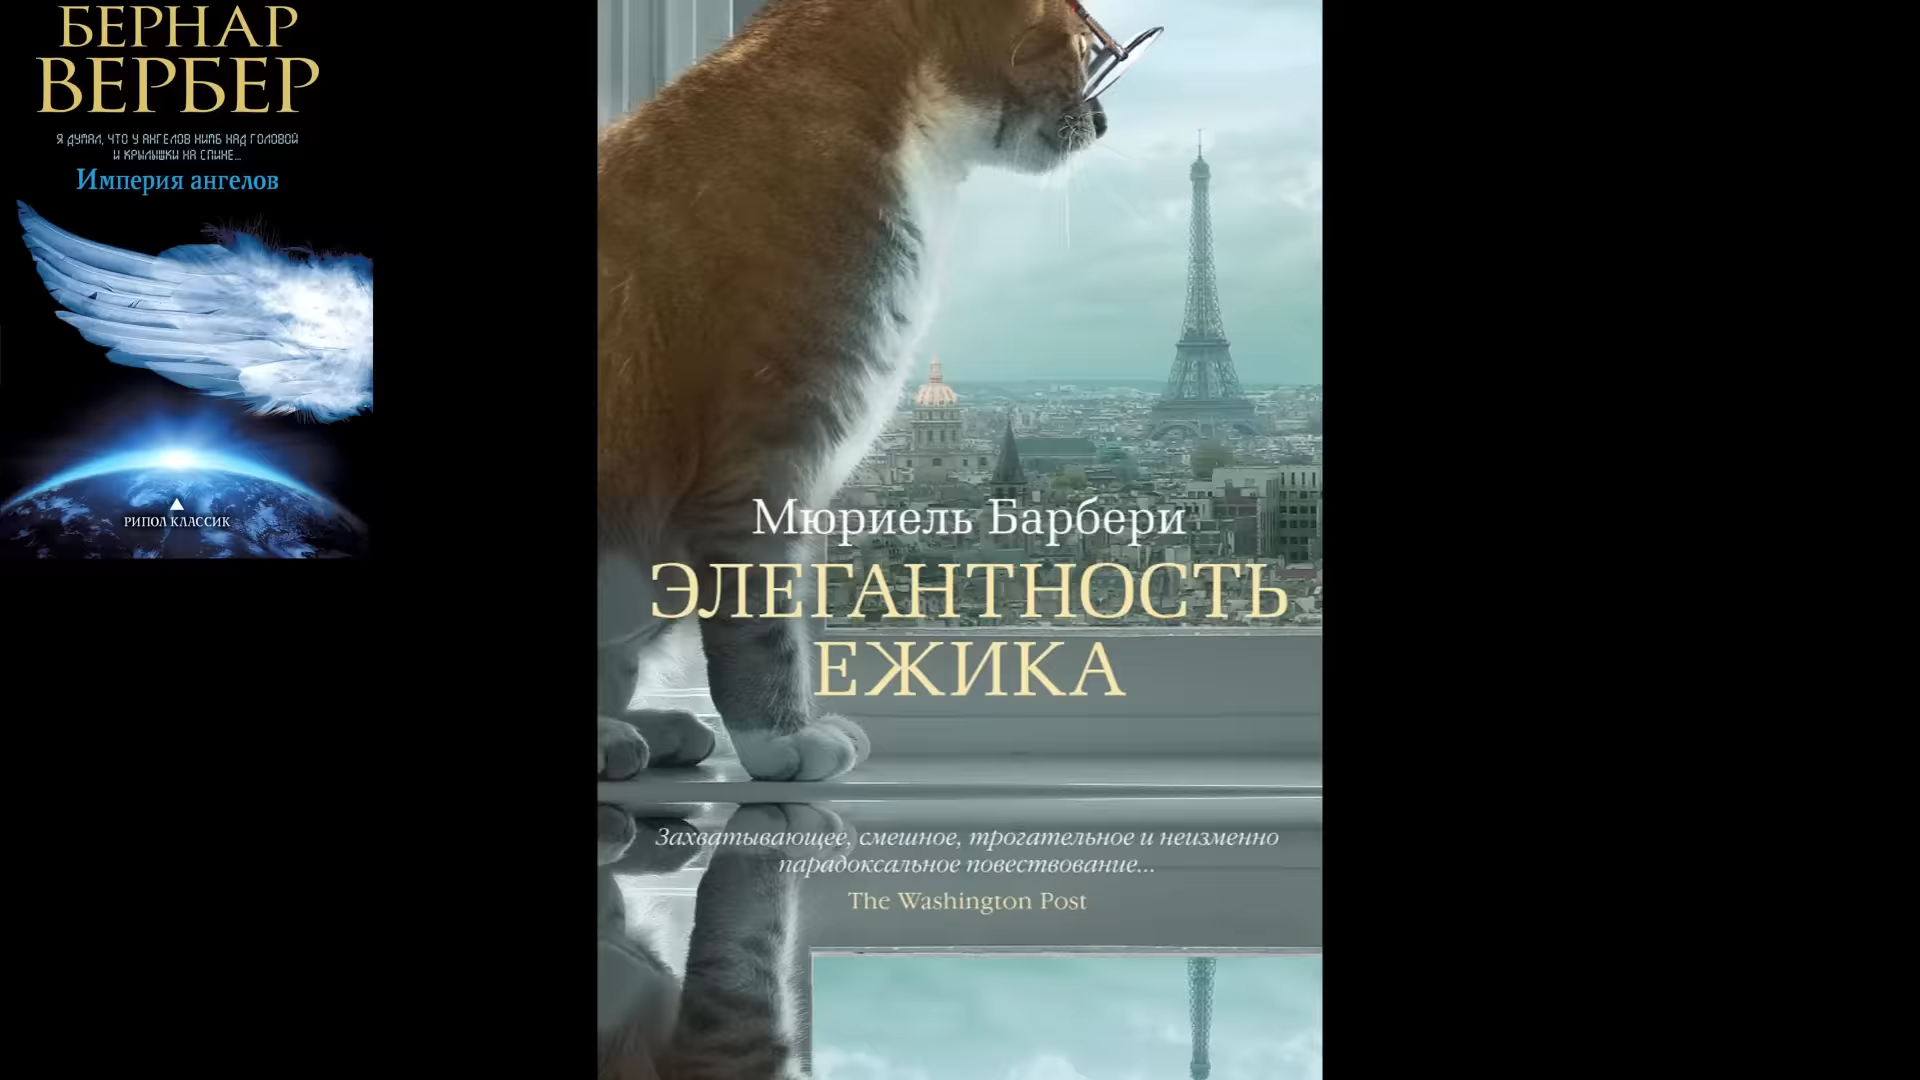 БЕРНАР
ВЕРБЕР
Я ДУМАЛ, ЧТО У АНГЕЛОВ НИМБ НАД ГОЛОВОЙ
И КРЫЛЫШКИ НА СПИНЕ...
Империя ангелов
РИПОЛ КЛАССИК
Мюриель Барбери
ЭЛЕГАНТНОСТЬ
ЕЖИКА
Захватывающее, смешное, трогательное и неизменно
парадоксальное повествование...
The Washington Post